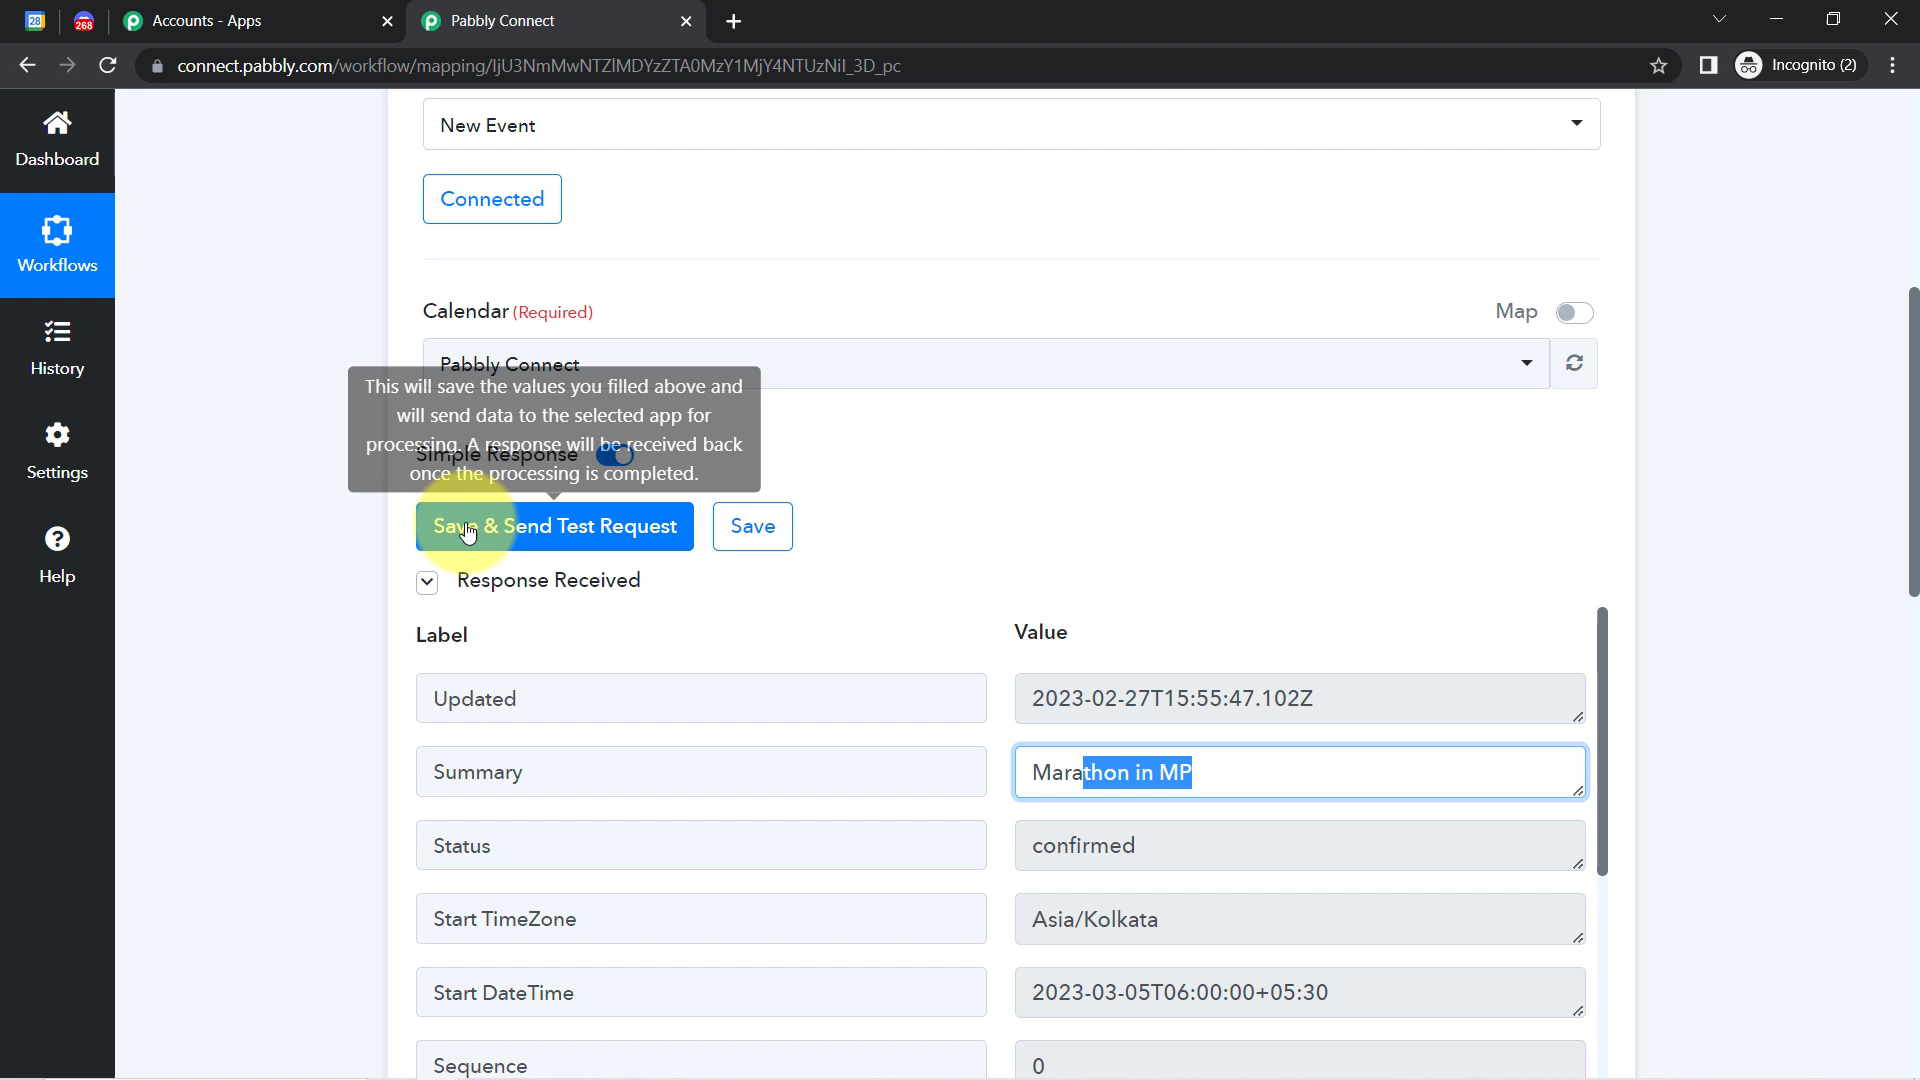 28
268
Accounts - Apps
Pabbly Connect
connect.pabbly.com/workflow/mapping/IjU3NmMwNTZlMDYzZTA0MzY1MjY4NTUzNiI_3D_pc
Incognito (2)
Dashboard
Workflows
History
Settings
Help
New Event
Connected
Calendar (Required)
Map
Pabbly Connect
This will save the values you filled above and
will send data to the selected app for
processing. A response will be received back
once the processing is completed.
Simple Response
Save & Send Test Request
Save
Response Received
Label
Value
Updated
2023-02-27T15:55:47.102Z
Summary
Marathon in MP
Status
confirmed
Start TimeZone
Asia/Kolkata
Start DateTime
2023-03-05T06:00:00+05:30
Sequence
0